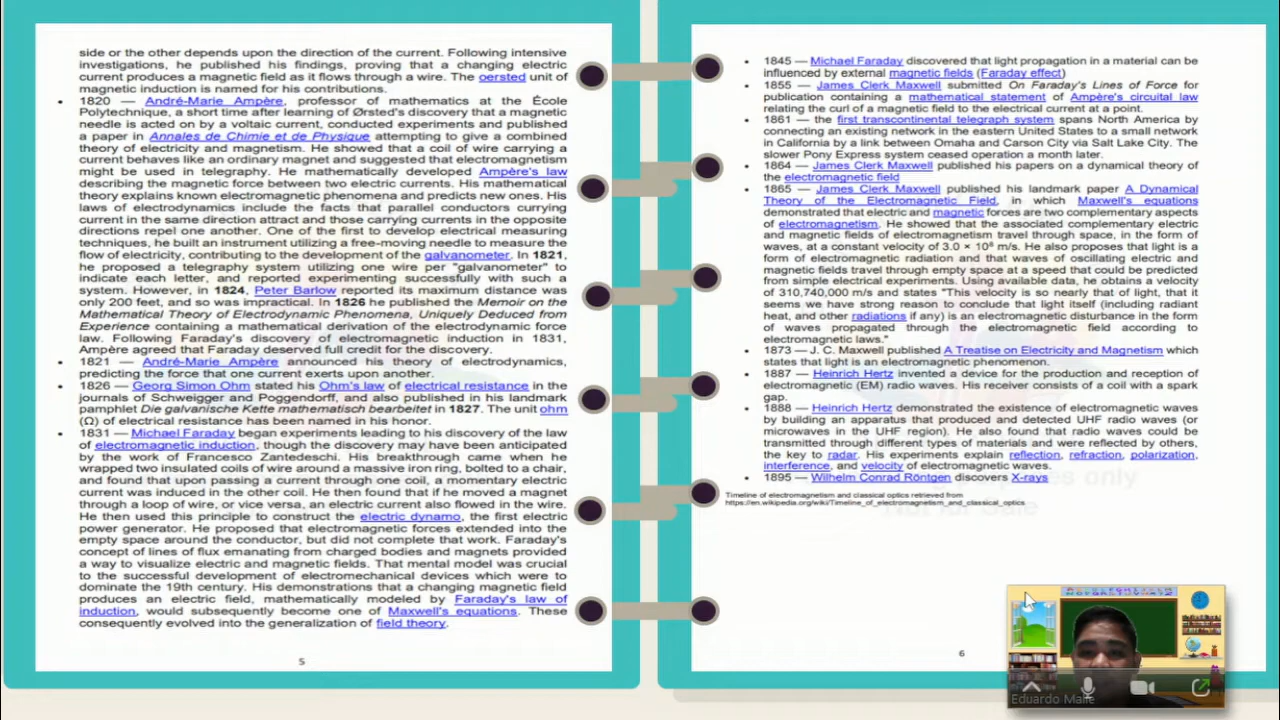 side or the other depends upon the direction of the current. Following intensive
investigations, he published his findings, proving that a changing electric
current produces a magnetic field as it flows through a wire. The oersted unit of
magnetic induction is named for his contributions.
• 1820 — André-Marie Ampère, professor of mathematics at the École
Polytechnique, a short time after learning of Ørsted's discovery that a magnetic
needle is acted on by a voltaic current, conducted experiments and published
a paper in Annales de Chimie et de Physique attempting to give a combined
theory of electricity and magnetism. He showed that a coil of wire carrying a
current behaves like an ordinary magnet and suggested that electromagnetism
might be used in telegraphy. He mathematically developed Ampère's law
describing the magnetic force between two electric currents. His mathematical
theory explains known electromagnetic phenomena and predicts new ones. His
laws of electrodynamics include the facts that parallel conductors currying
current in the same direction attract and those carrying currents in the opposite
directions repel one another. One of the first to develop electrical measuring
techniques, he built an instrument utilizing a free-moving needle to measure the
flow of electricity, contributing to the development of the galvanometer. In 1821,
he proposed a telegraphy system utilizing one wire per "galvanometer" to
indicate each letter, and reported experimenting successfully with such a
system. However, in 1824, Peter Barlow reported its maximum distance was
only 200 feet, and so was impractical. In 1826 he published the Memoir on the
Mathematical Theory of Electrodynamic Phenomena, Uniquely Deduced from
Experience containing a mathematical derivation of the electrodynamic force
law. Following Faraday's discovery of electromagnetic induction in 1831,
Ampère agreed that Faraday deserved full credit for the discovery.
• 1821 — André-Marie Ampère announced his theory of electrodynamics,
predicting the force that one current exerts upon another.
• 1826 — Georg Simon Ohm stated his Ohm's law of electrical resistance in the
journals of Schweigger and Poggendorff, and also published in his landmark
pamphlet Die galvanische Kette mathematisch bearbeitet in 1827. The unit ohm
(Ω) of electrical resistance has been named in his honor.
• 1831 — Michael Faraday began experiments leading to his discovery of the law
of electromagnetic induction, though the discovery may have been anticipated
by the work of Francesco Zantedeschi. His breakthrough came when he
wrapped two insulated coils of wire around a massive iron ring, bolted to a chair,
and found that upon passing a current through one coil, a momentary electric
current was induced in the other coil. He then found that if he moved a magnet
through a loop of wire, or vice versa, an electric current also flowed in the wire.
He then used this principle to construct the electric dynamo, the first electric
power generator. He proposed that electromagnetic forces extended into the
empty space around the conductor, but did not complete that work. Faraday's
concept of lines of flux emanating from charged bodies and magnets provided
a way to visualize electric and magnetic fields. That mental model was crucial
to the successful development of electromechanical devices which were to
dominate the 19th century. His demonstrations that a changing magnetic field
produces an electric field, mathematically modeled by Faraday's law of
induction, would subsequently become one of Maxwell's equations. These
consequently evolved into the generalization of field theory.
5
• 1845 — Michael Faraday discovered that light propagation in a material can be
influenced by external magnetic fields (Faraday effect)
• 1855 — James Clerk Maxwell submitted On Faraday's Lines of Force for
publication containing a mathematical statement of Ampère's circuital law
relating the curl of a magnetic field to the electrical current at a point.
• 1861 — the first transcontinental telegraph system spans North America by
connecting an existing network in the eastern United States to a small network
in California by a link between Omaha and Carson City via Salt Lake City. The
slower Pony Express system ceased operation a month later.
• 1864 — James Clerk Maxwell published his papers on a dynamical theory of
the electromagnetic field
• 1865 — James Clerk Maxwell published his landmark paper A Dynamical
Theory of the Electromagnetic Field, in which Maxwell's equations
demonstrated that electric and magnetic forces are two complementary aspects
of electromagnetism. He showed that the associated complementary electric
and magnetic fields of electromagnetism travel through space, in the form of
waves, at a constant velocity of 3.0 × 10⁸ m/s. He also proposes that light is a
form of electromagnetic radiation and that waves of oscillating electric and
magnetic fields travel through empty space at a speed that could be predicted
from simple electrical experiments. Using available data, he obtains a velocity
of 310,740,000 m/s and states "This velocity is so nearly that of light, that it
seems we have strong reason to conclude that light itself (including radiant
heat, and other radiations if any) is an electromagnetic disturbance in the form
of waves propagated through the electromagnetic field according to
electromagnetic laws."
• 1873 — J. C. Maxwell published A Treatise on Electricity and Magnetism which
states that light is an electromagnetic phenomenon.
• 1887 — Heinrich Hertz invented a device for the production and reception of
electromagnetic (EM) radio waves. His receiver consists of a coil with a spark
gap.
• 1888 — Heinrich Hertz demonstrated the existence of electromagnetic waves
by building an apparatus that produced and detected UHF radio waves (or
microwaves in the UHF region). He also found that radio waves could be
transmitted through different types of materials and were reflected by others,
the key to radar. His experiments explain reflection, refraction, polarization,
interference, and velocity of electromagnetic waves.
• 1895 — Wilhelm Conrad Röntgen discovers X-rays
Timeline of electromagnetism and classical optics retrieved from
https://en.wikipedia.org/wiki/Timeline_of_electromagnetism_and_classical_optics
6
Eduardo